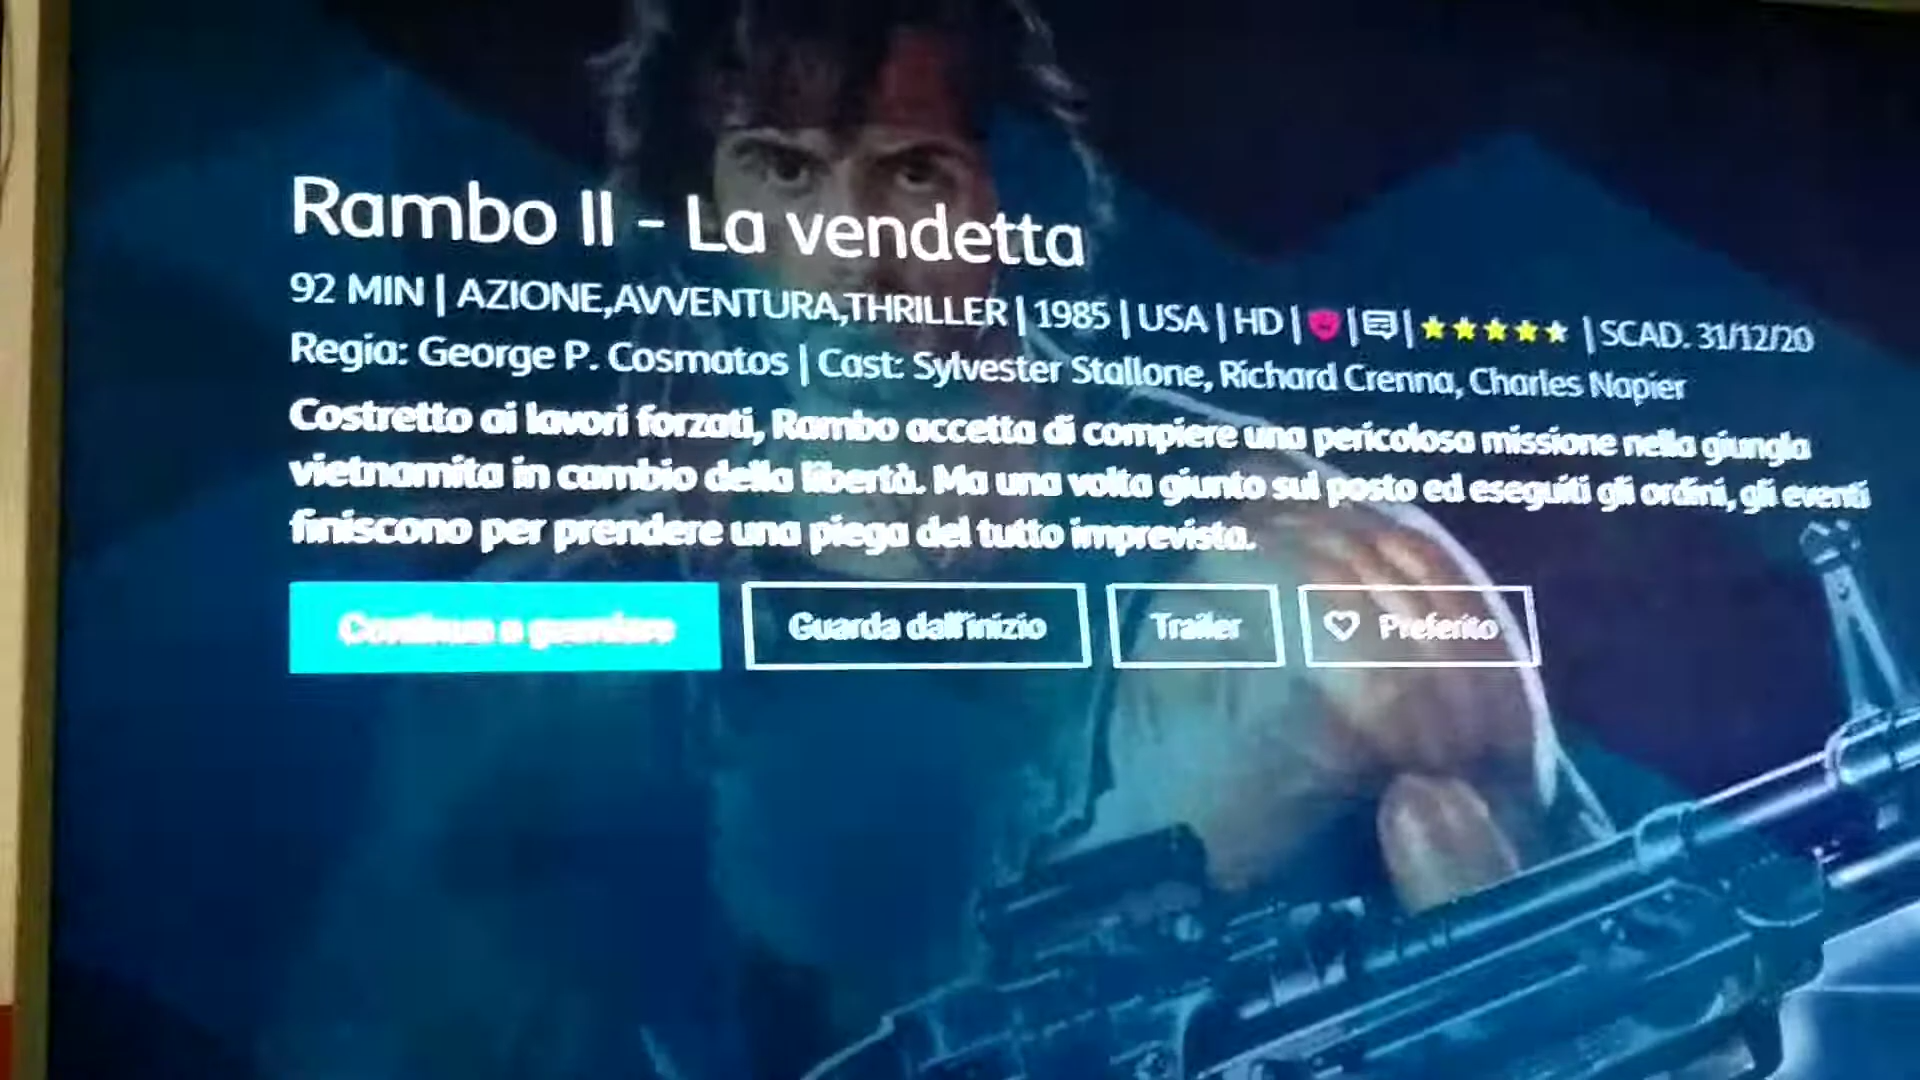 Rambo II - La vendetta
92 MIN | AZIONE,AVVENTURA,THRILLER | 1985 | USA | HD | | | | SCAD. 31/12/20
Regia: George P. Cosmatos | Cast: Sylvester Stallone, Richard Crenna, Charles Napier
Costretto ai lavori forzati, Rambo accetta di compiere una pericolosa missione nella giungla
vietnamita in cambio della libertà. Ma una volta giunto sul posto ed eseguiti gli ordini, gli eventi
finiscono per prendere una piega del tutto imprevista.
Continua a guardare Guarda dall'inizio Trailer Preferito